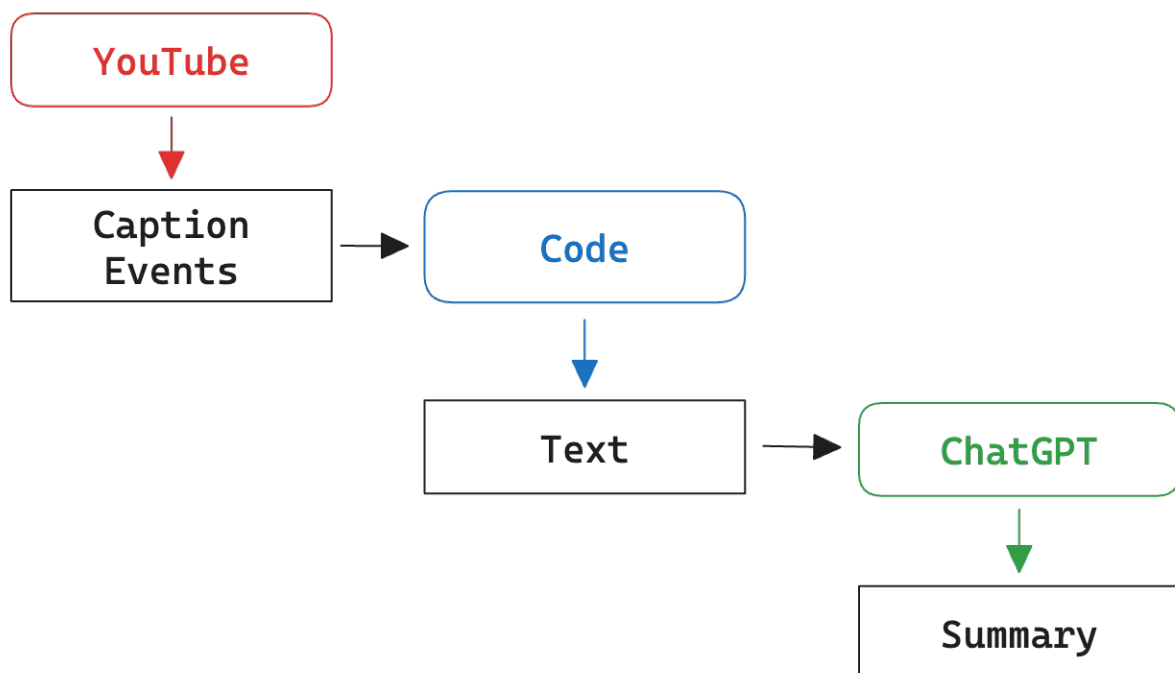 YouTube
Caption
Events
Code
Text
ChatGPT
Summary